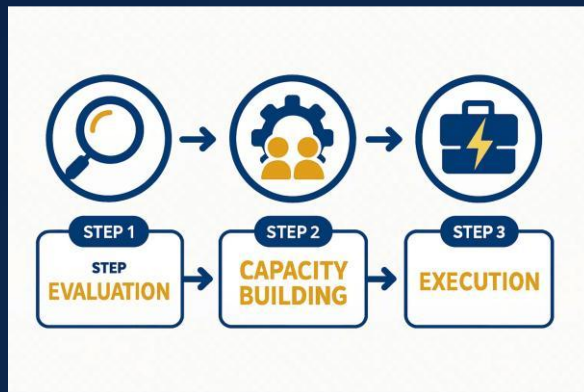 STEP 1
STEP
EVALUATION
STEP 2
CAPACITY
BUILDING
STEP 3
EXECUTION